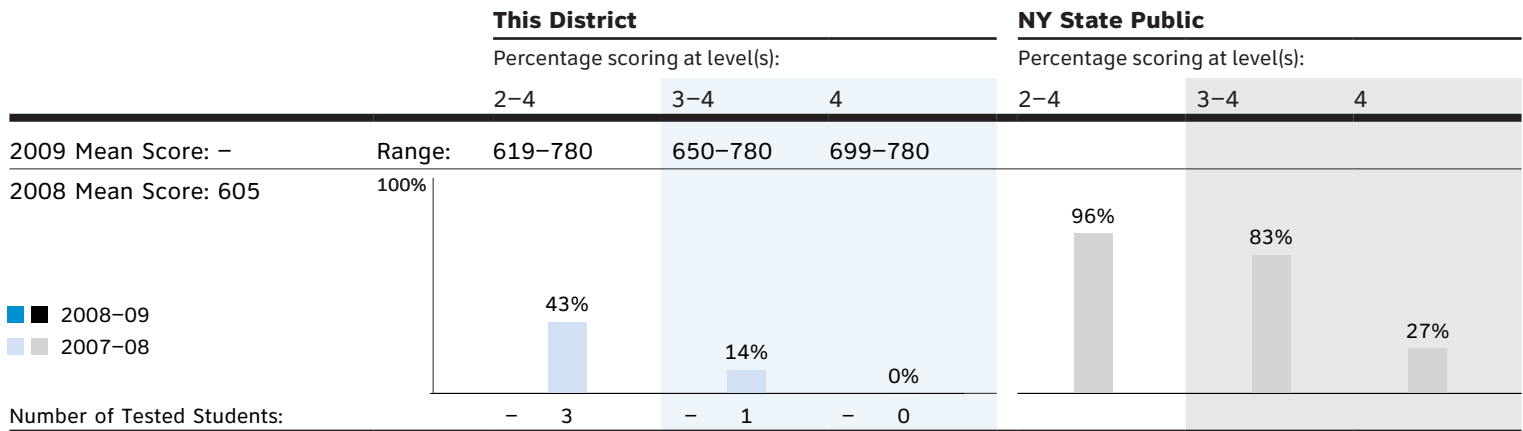 This District NY State Public
Percentage scoring at level(s): Percentage scoring at level(s):
2–4 3–4 4 2–4 3–4 4
2009 Mean Score: – Range: 619–780 650–780 699–780
2008 Mean Score: 605 100%
96%
83%
43%
2008–09
27%
2007–08
14%
0%
Number of Tested Students: – 3 – 1 – 0